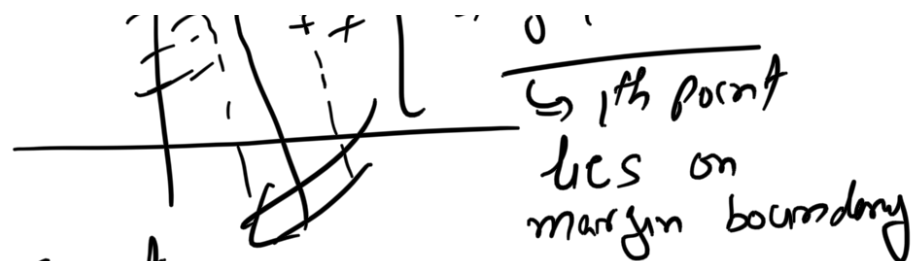 + +
↳ ith point
lies on
margin boundary